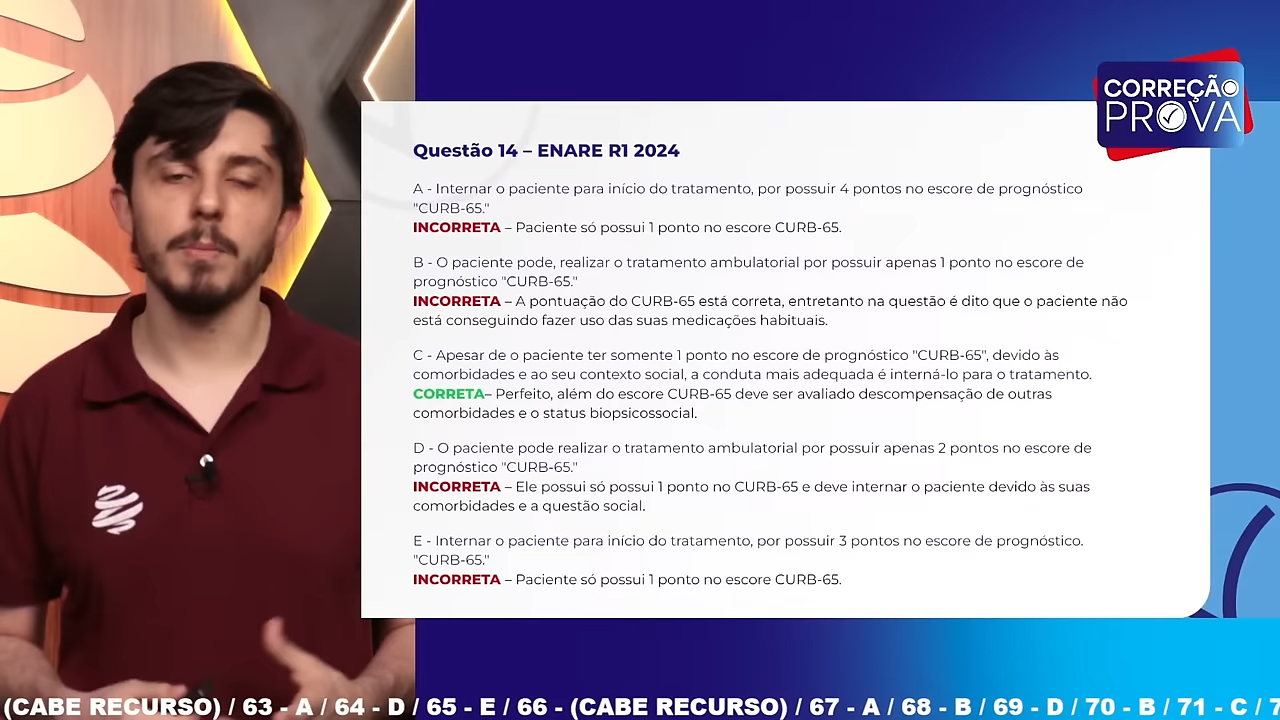 CORREÇÃO
PROVA
Questão 14 – ENARE R1 2024
A - Internar o paciente para início do tratamento, por possuir 4 pontos no escore de prognóstico
"CURB-65."
INCORRETA – Paciente só possui 1 ponto no escore CURB-65.
B - O paciente pode, realizar o tratamento ambulatorial por possuir apenas 1 ponto no escore de
prognóstico "CURB-65."
INCORRETA – A pontuação do CURB-65 está correta, entretanto na questão é dito que o paciente não
está conseguindo fazer uso das suas medicações habituais.
C - Apesar de o paciente ter somente 1 ponto no escore de prognóstico "CURB-65", devido às
comorbidades e ao seu contexto social, a conduta mais adequada é interná-lo para o tratamento.
CORRETA– Perfeito, além do escore CURB-65 deve ser avaliado descompensação de outras
comorbidades e o status biopsicossocial.
D - O paciente pode realizar o tratamento ambulatorial por possuir apenas 2 pontos no escore de
prognóstico "CURB-65."
INCORRETA – Ele possui só possui 1 ponto no CURB-65 e deve internar o paciente devido às suas
comorbidades e a questão social.
E - Internar o paciente para início do tratamento, por possuir 3 pontos no escore de prognóstico.
"CURB-65."
INCORRETA – Paciente só possui 1 ponto no escore CURB-65.
(CABE RECURSO) / 63 - A / 64 - D / 65 - E / 66 - (CABE RECURSO) / 67 - A / 68 - B / 69 - D / 70 - B / 71 - C / 7